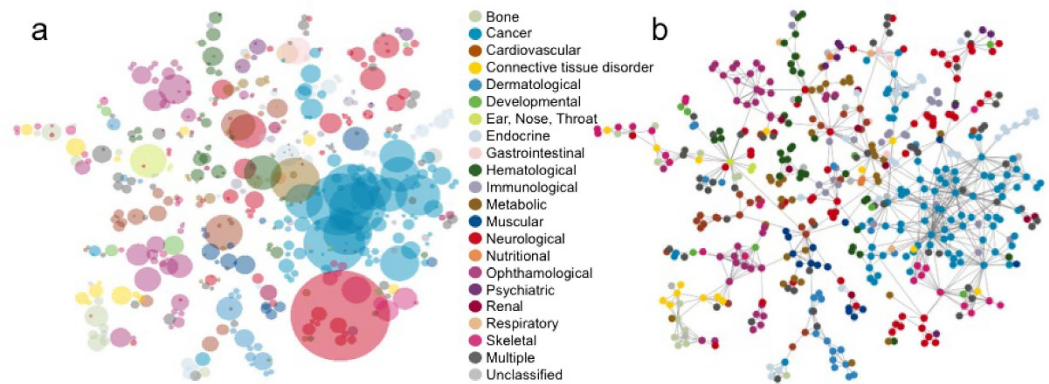 a
Bone
Cancer
Cardiovascular
Connective tissue disorder
Dermatological
Developmental
Ear, Nose, Throat
Endocrine
Gastrointestinal
Hematological
Immunological
Metabolic
Muscular
Neurological
Nutritional
Ophthamological
Psychiatric
Renal
Respiratory
Skeletal
Multiple
Unclassified
b